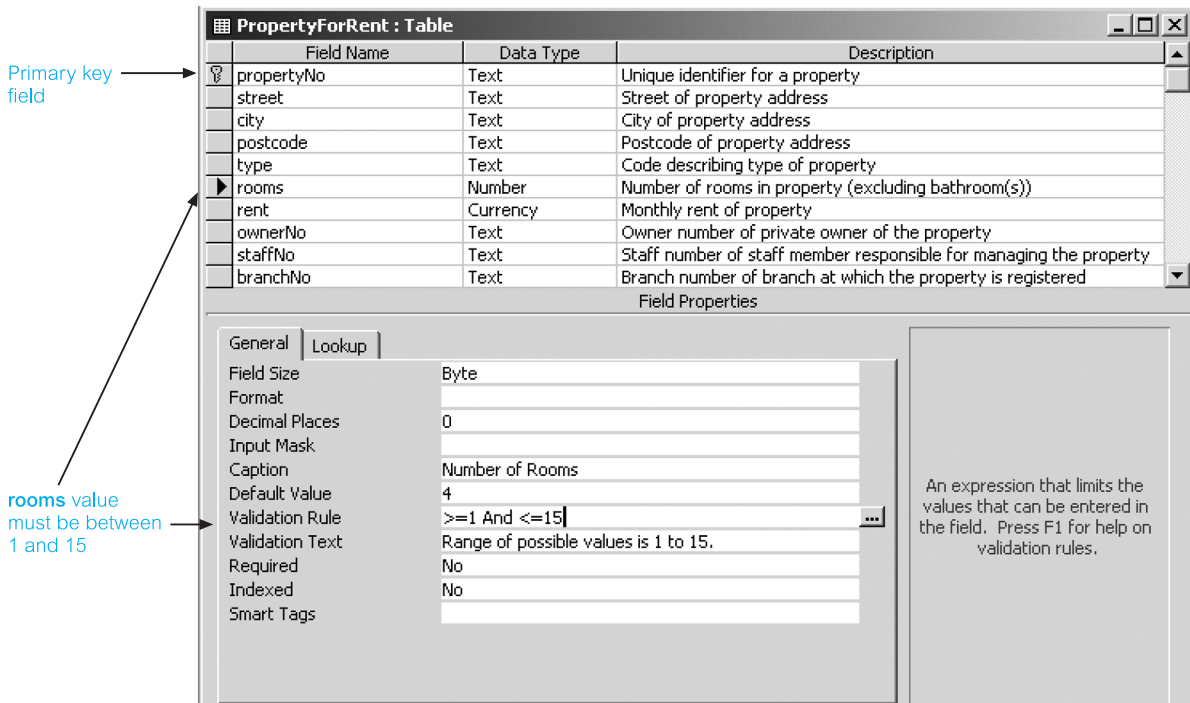 PropertyForRent : Table
Field Name Data Type Description
Primary key
field
propertyNo Text Unique identifier for a property
street Text Street of property address
city Text City of property address
postcode Text Postcode of property address
type Text Code describing type of property
rooms Number Number of rooms in property (excluding bathroom(s))
rent Currency Monthly rent of property
ownerNo Text Owner number of private owner of the property
staffNo Text Staff number of staff member responsible for managing the property
branchNo Text Branch number of branch at which the property is registered
Field Properties
General Lookup
Field Size Byte
Format
Decimal Places 0
Input Mask
Caption Number of Rooms
Default Value 4
Validation Rule >=1 And <=15 ...
Validation Text Range of possible values is 1 to 15.
Required No
Indexed No
Smart Tags
rooms value
must be between
1 and 15
An expression that limits the
values that can be entered in
the field. Press F1 for help on
validation rules.